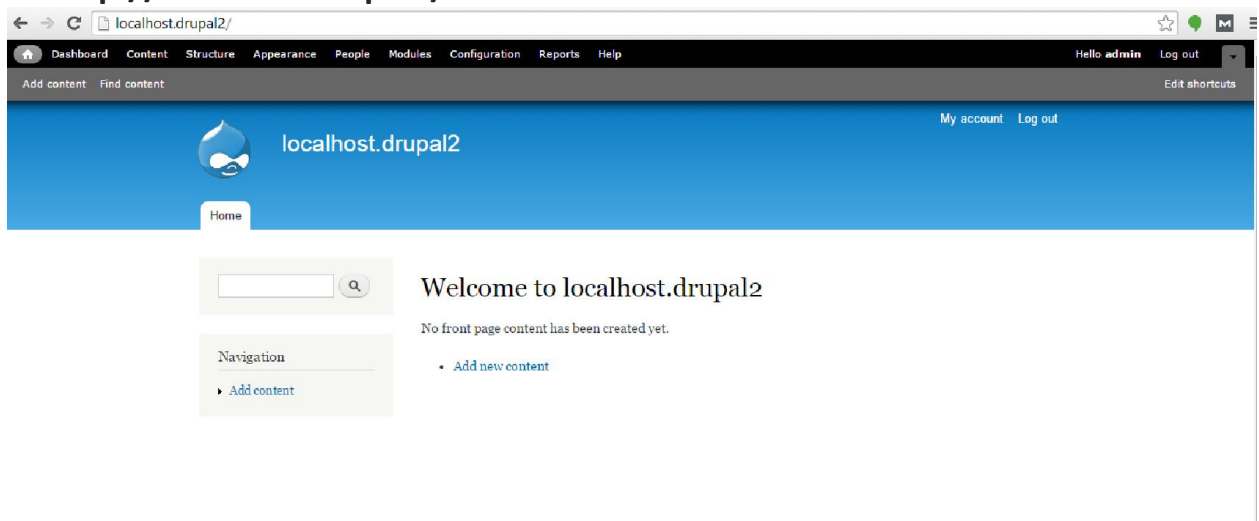 localhost.drupal2/
Dashboard Content Structure Appearance People Modules Configuration Reports Help Hello admin Log out
Add content Find content Edit shortcuts
My account Log out
localhost.drupal2
Home
Welcome to localhost.drupal2
No front page content has been created yet.
Navigation
• Add new content
Add content